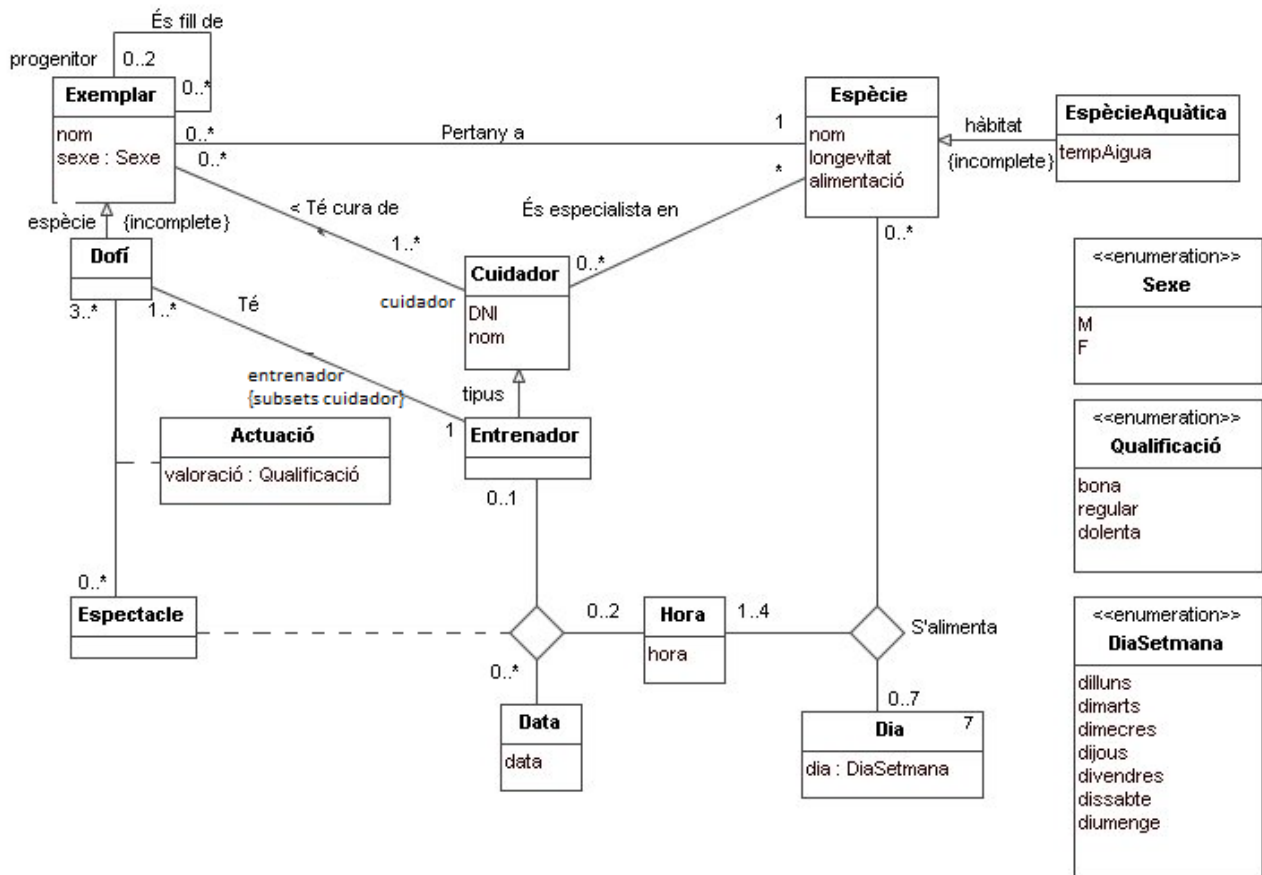 És fill de
progenitor
0..2
0..*
Exemplar
nom
sexe : Sexe
0..*
0..*
Pertany a
1
Espècie
nom
longevitat
alimentació
hàbitat
{incomplete}
EspècieAquàtica
tempAigua
*
És especialista en
0..*
< Té cura de
1..*
cuidador
Cuidador
DNI
nom
espècie
{incomplete}
Dofí
3..*
1..*
Té
entrenador
{subsets cuidador}
1
tipus
Entrenador
0..1
Actuació
valoració : Qualificació
0..*
Espectacle
0..*
Data
data
0..2
Hora
hora
1..4
0..*
S'alimenta
0..7
Dia
7
dia : DiaSetmana
<<enumeration>>
Sexe
M
F
<<enumeration>>
Qualificació
bona
regular
dolenta
<<enumeration>>
DiaSetmana
dilluns
dimarts
dimecres
dijous
divendres
dissabte
diumenge